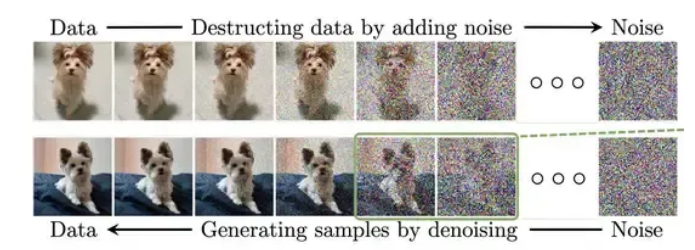 Data Destructing data by adding noise Noise
Data Generating samples by denoising Noise